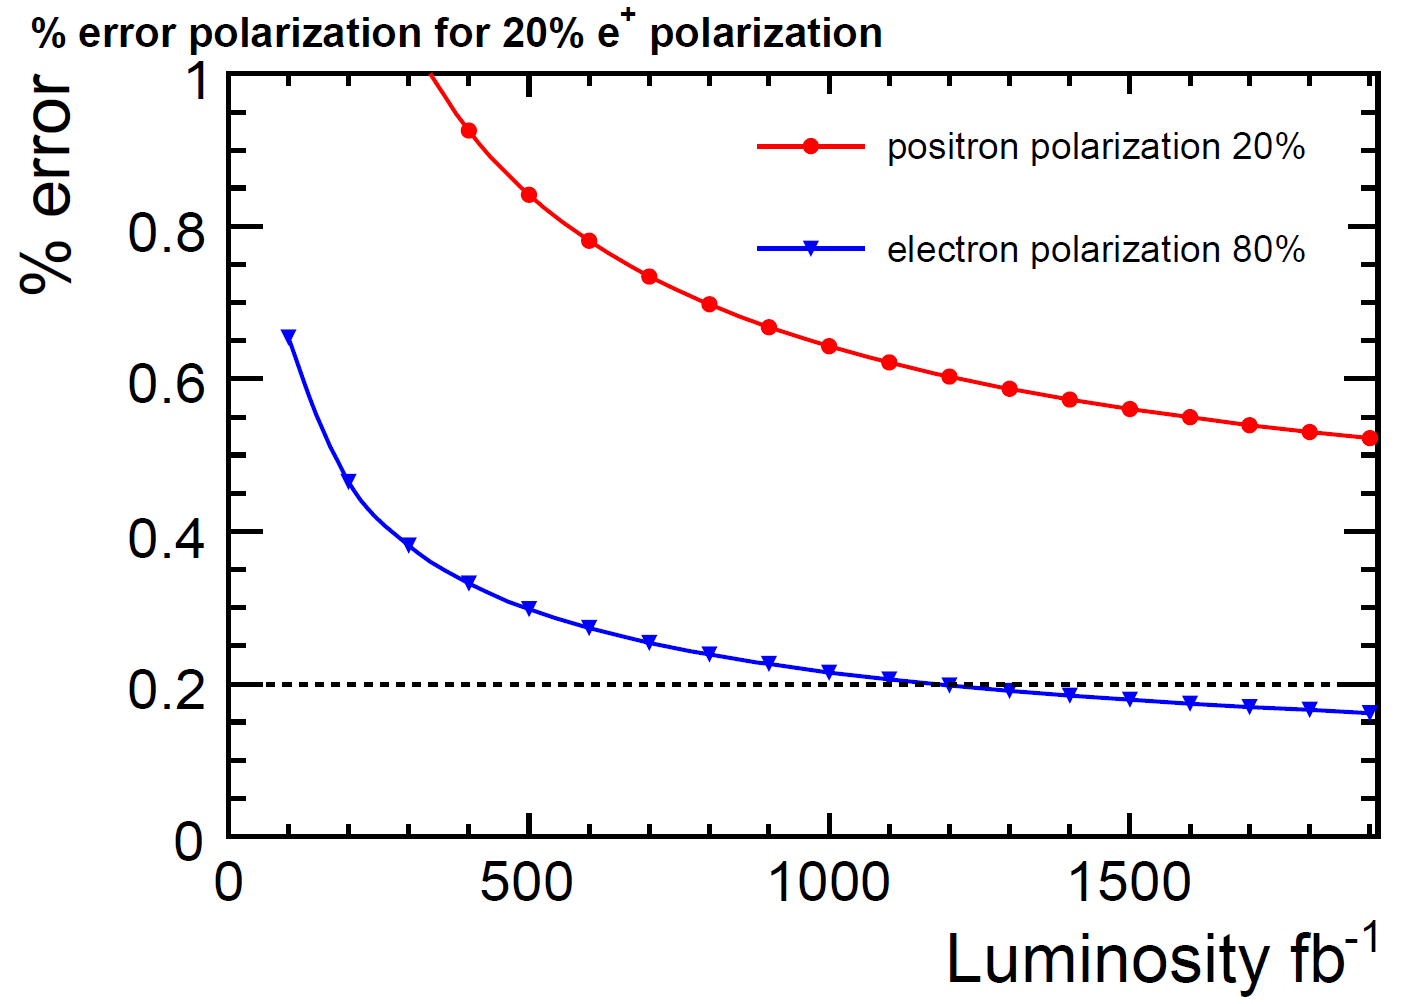 % error polarization for 20% e⁺ polarization
% error
1
0.8
0.6
0.4
0.2
0
positron polarization 20%
electron polarization 80%
0 500 1000 1500
Luminosity fb⁻¹